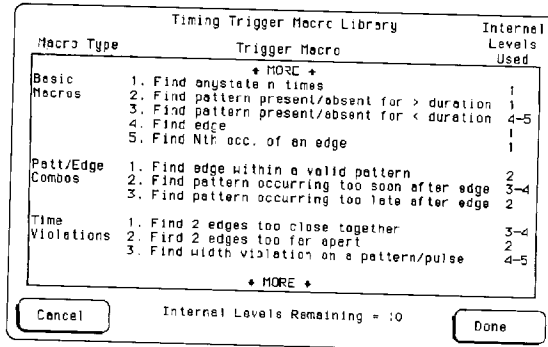 Timing Trigger Macro Library
Internal Levels Used
Macro Type Trigger Macro
+ MORE +
Basic Macros
1. Find anystate n times 1
2. Find pattern present/absent for > duration 1
3. Find pattern present/absent for < duration 4-5
4. Find edge 1
5. Find Nth occ. of an edge 1
Patt/Edge Combos
1. Find edge within a valid pattern 2
2. Find pattern occurring too soon after edge 3-4
3. Find pattern occurring too late after edge 2
Time Violations
1. Find 2 edges too close together 3-4
2. Find 2 edges too far apart 2
3. Find width violation on a pattern/pulse 4-5
+ MORE +
Cancel
Internal Levels Remaining = 10
Done